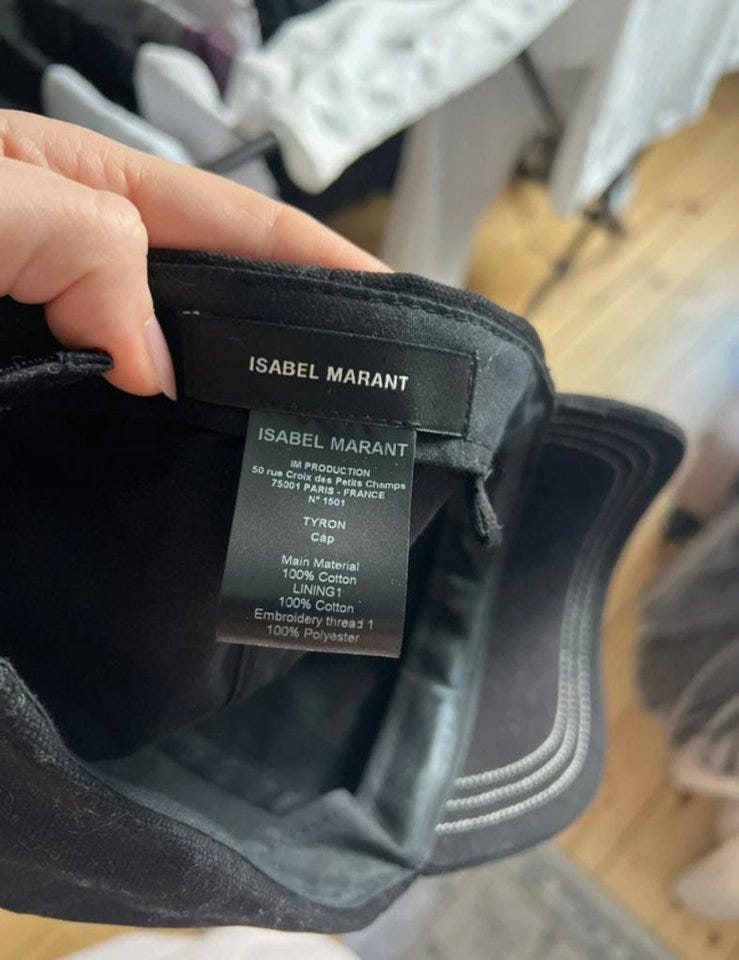 ISABEL MARANT
ISABEL MARANT
IM PRODUCTION
50 rue Croix des Petits Champs
75001 PARIS - FRANCE
N° 1501
TYRON
Cap
Main Material
100% Cotton
LINING1
100% Cotton
Embroidery thread 1
100% Polyester